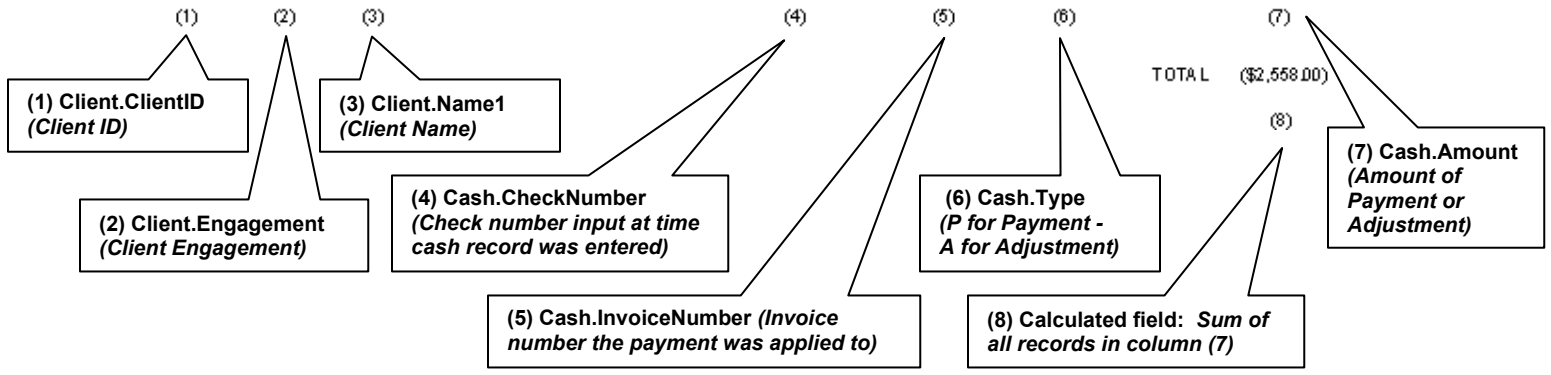 (1) (2) (3) (4) (5) (6) (7)
TOTAL ($2,558.00)
(8)
(1) Client.ClientID
(Client ID)
(3) Client.Name1
(Client Name)
(7) Cash.Amount
(Amount of
Payment or
Adjustment)
(2) Client.Engagement
(Client Engagement)
(4) Cash.CheckNumber
(Check number input at time
cash record was entered)
(6) Cash.Type
(P for Payment -
A for Adjustment)
(5) Cash.InvoiceNumber (Invoice
number the payment was applied to)
(8) Calculated field: Sum of
all records in column (7)